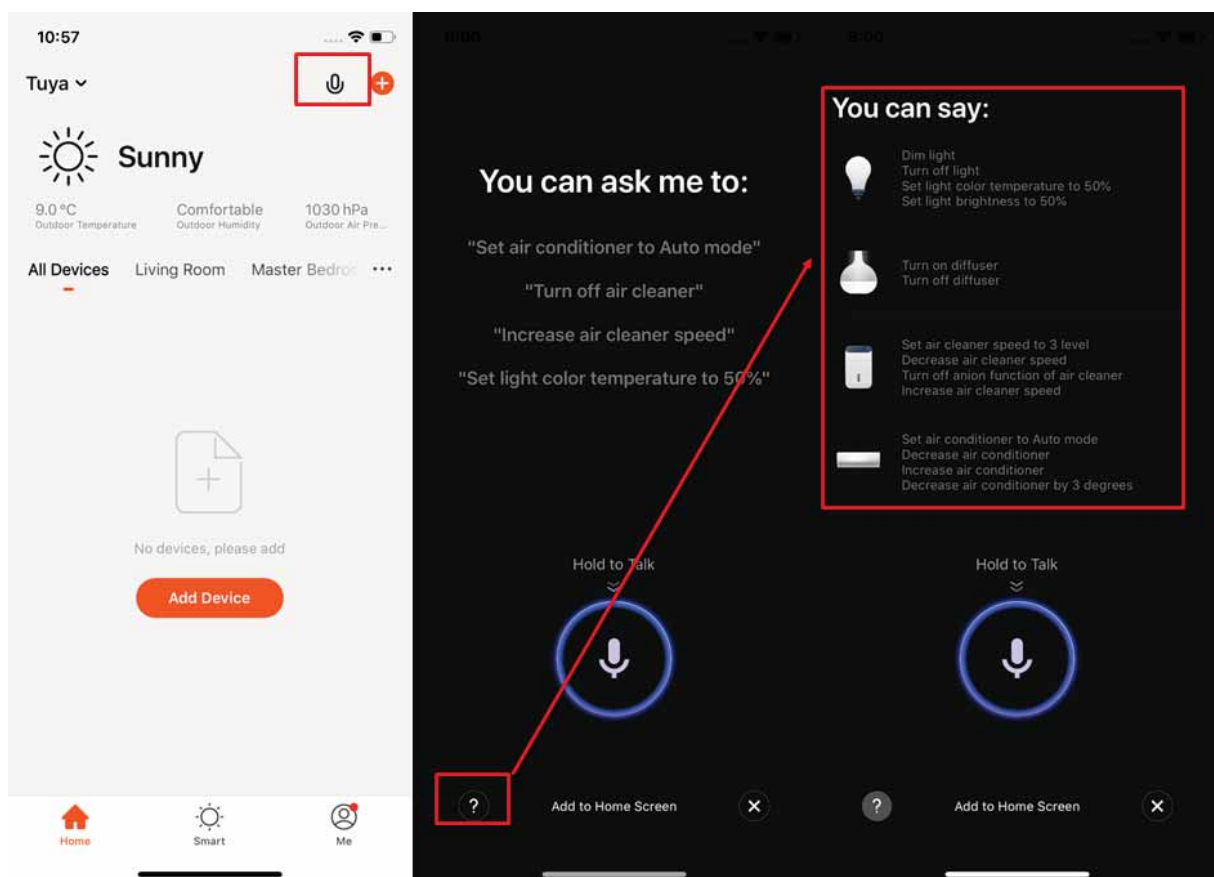 10:57
Tuya
Sunny
9.0 °C
Outdoor Temperature
Comfortable
Outdoor Humidity
1030 hPa
Outdoor Air Pre...
All Devices
Living Room
Master Bedroo
No devices, please add
Add Device
Home
Smart
Me
You can ask me to:
"Set air conditioner to Auto mode"
"Turn off air cleaner"
"Increase air cleaner speed"
"Set light color temperature to 50%"
Hold to Talk
?
Add to Home Screen
You can say:
Dim light
Turn off light
Set light color temperature to 50%
Set light brightness to 50%
Turn on diffuser
Turn off diffuser
Set air cleaner speed to 3 level
Decrease air cleaner speed
Turn off anion function of air cleaner
Increase air cleaner speed
Set air conditioner to Auto mode
Decrease air conditioner
Increase air conditioner
Decrease air conditioner by 3 degrees
Hold to Talk
?
Add to Home Screen